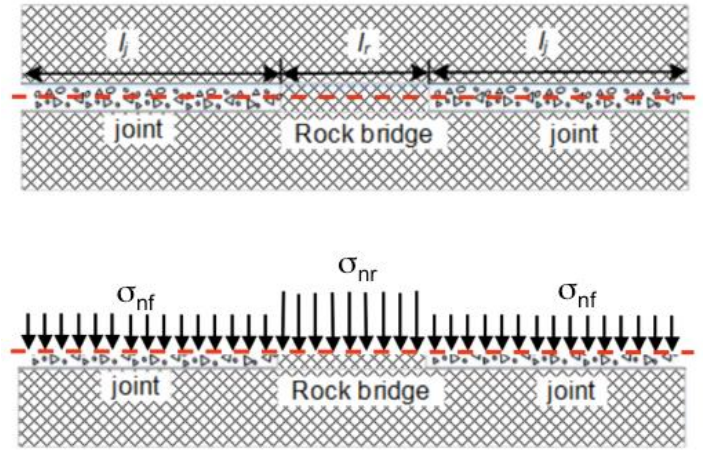 lj lr lj
joint Rock bridge joint
σnf σnr σnf
joint Rock bridge joint